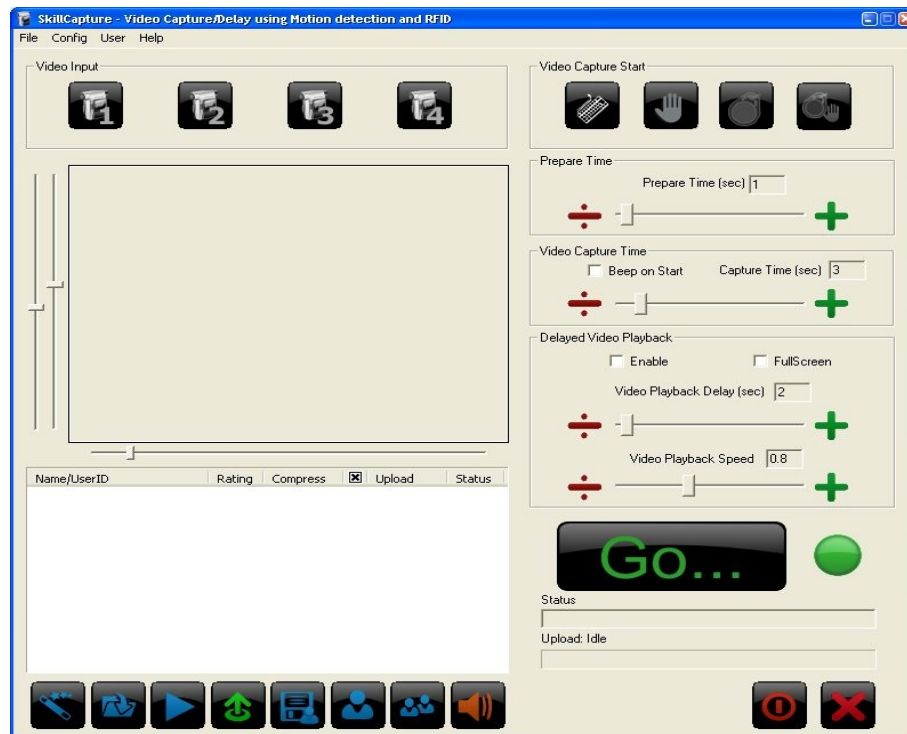 SkillCapture - Video Capture/Delay using Motion detection and RFID
File Config User Help
Video Input
1 2 3 4
Video Capture Start
Prepare Time
Prepare Time (sec) 1
Video Capture Time
Beep on Start Capture Time (sec) 3
Delayed Video Playback
Enable FullScreen
Video Playback Delay (sec) 2
Video Playback Speed 0.8
Name/UserID Rating Compress Upload Status
Go...
Status
Upload: Idle